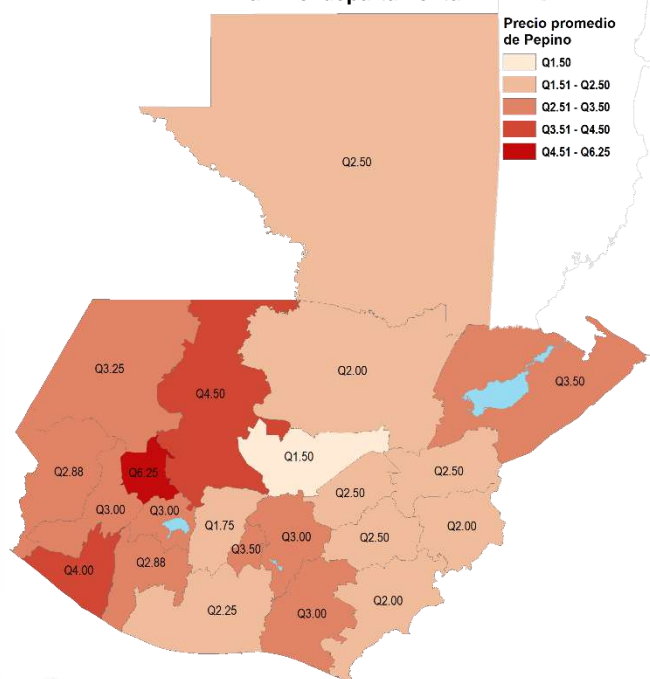 Precio promedio
de Pepino
Q1.50
Q1.51 - Q2.50
Q2.51 - Q3.50
Q3.51 - Q4.50
Q4.51 - Q6.25
Q2.50
Q3.25
Q4.50
Q2.00
Q3.50
Q2.88
Q6.25
Q1.50
Q2.50
Q2.50
Q3.00
Q3.00
Q1.75
Q3.50
Q3.00
Q2.50
Q2.00
Q4.00
Q2.88
Q2.25
Q3.00
Q2.00